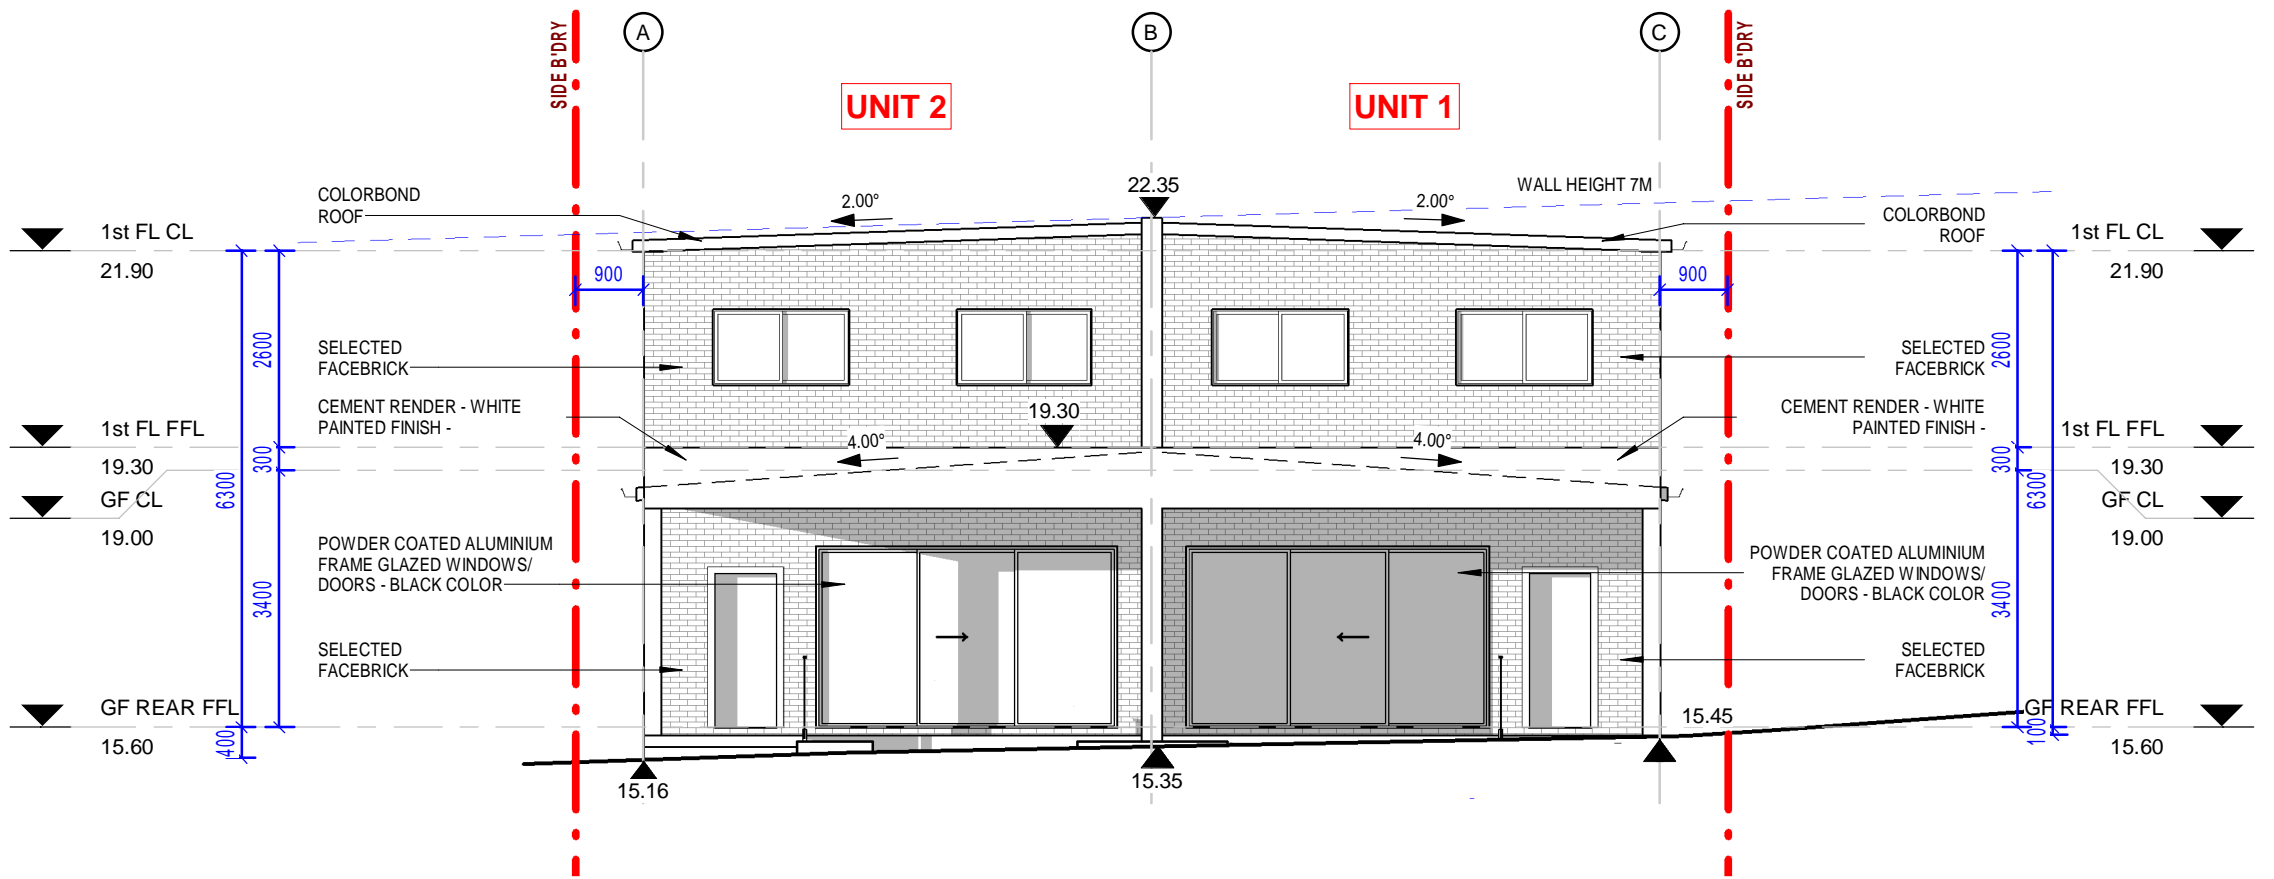 SIDE B'DRY
A
B
C
SIDE B'DRY
UNIT 2
UNIT 1
COLORBOND
ROOF
2.00°
22.35
2.00°
WALL HEIGHT 7M
COLORBOND
ROOF
1st FL CL
21.90
1st FL CL
21.90
900
900
2600
2600
SELECTED
FACEBRICK
SELECTED
FACEBRICK
CEMENT RENDER - WHITE
PAINTED FINISH -
19.30
CEMENT RENDER - WHITE
PAINTED FINISH -
1st FL FFL
19.30
4.00°
4.00°
1st FL FFL
19.30
300
300
6300
6300
GF CL
19.00
GF CL
19.00
POWDER COATED ALUMINIUM
FRAME GLAZED WINDOWS/
DOORS - BLACK COLOR
POWDER COATED ALUMINIUM
FRAME GLAZED WINDOWS/
DOORS - BLACK COLOR
3400
3400
SELECTED
FACEBRICK
SELECTED
FACEBRICK
GF REAR FFL
15.60
15.45
GF REAR FFL
15.60
400
100
15.16
15.35